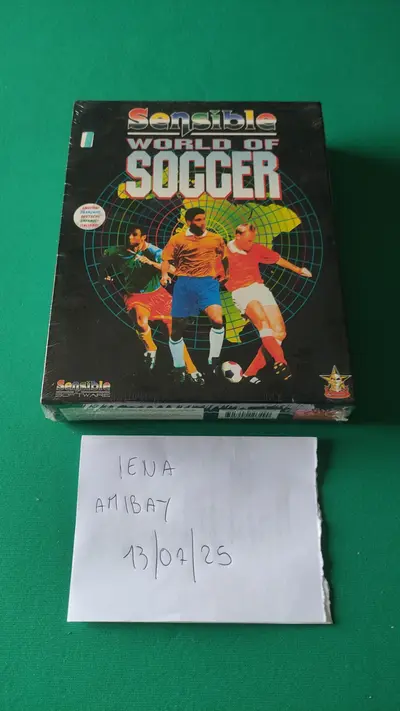 Sensible
WORLD OF
SOCCER
Sensible
SOFTWARE
IENA
AMIBAY
13/07/25